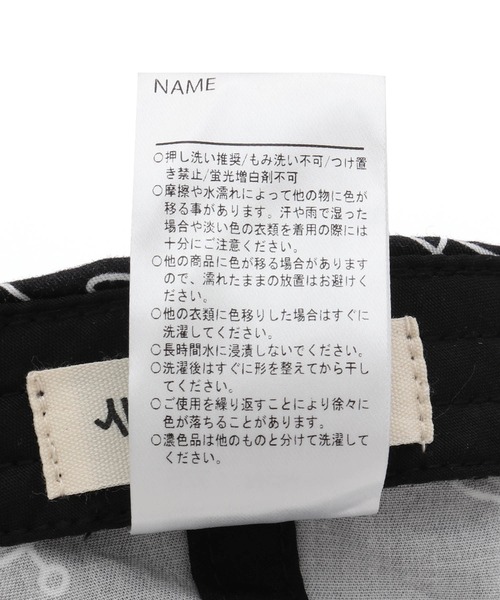 NAME
○押し洗い推奨/もみ洗い不可/つけ置
き禁止/蛍光増白剤不可
○摩擦や水濡れによって他の物に色が
移る事があります。汗や雨で湿った
場合や淡い色の衣類を着用の際には
十分にご注意ください。
○他の商品に色が移る場合があります
ので、濡れたままの放置はお避けく
ださい。
○他の衣類に色移りした場合はすぐに
洗濯してください。
○長時間水に浸漬しないでください。
○洗濯後はすぐに形を整えてから干し
てください。
○ご使用を繰り返すことにより徐々に
色が落ちることがあります。
○濃色品は他のものと分けて洗濯して
ください。